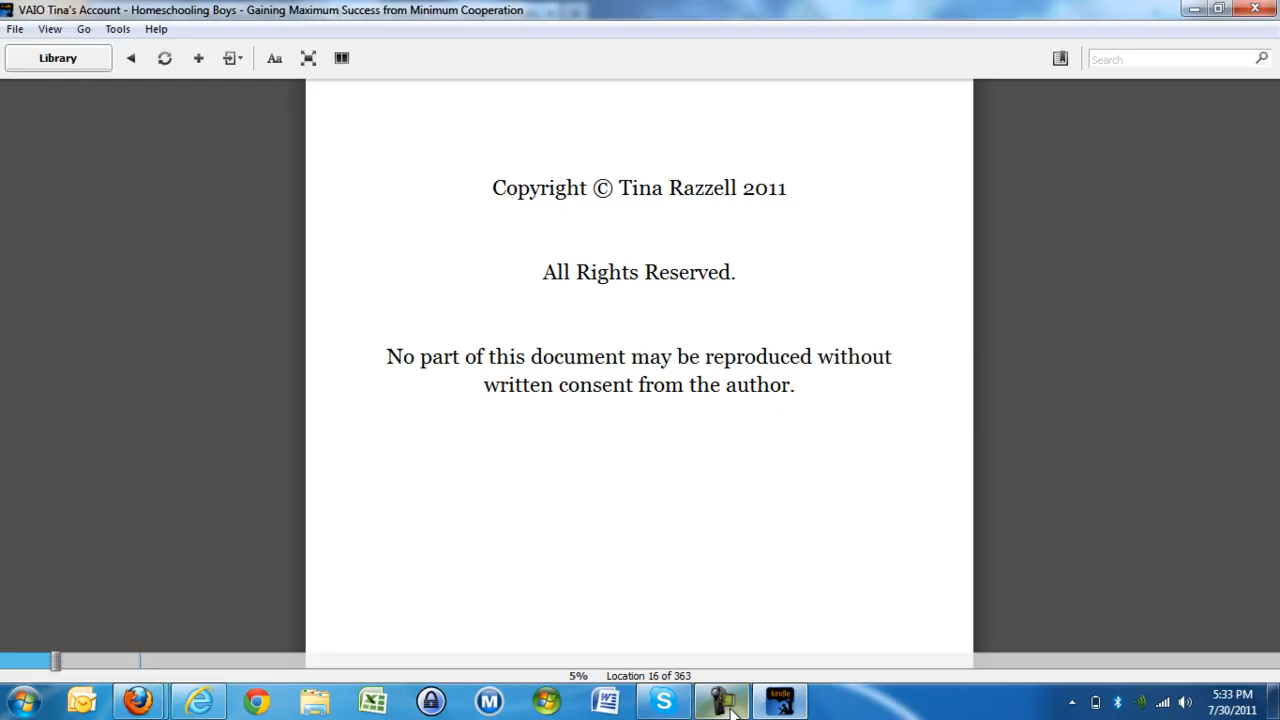 VAIO Tina's Account - Homeschooling Boys - Gaining Maximum Success from Minimum Cooperation
File View Go Tools Help
Library Aa Search
Copyright © Tina Razzell 2011
All Rights Reserved.
No part of this document may be reproduced without
written consent from the author.
5% Location 16 of 363
kindle
5:33 PM
7/30/2011